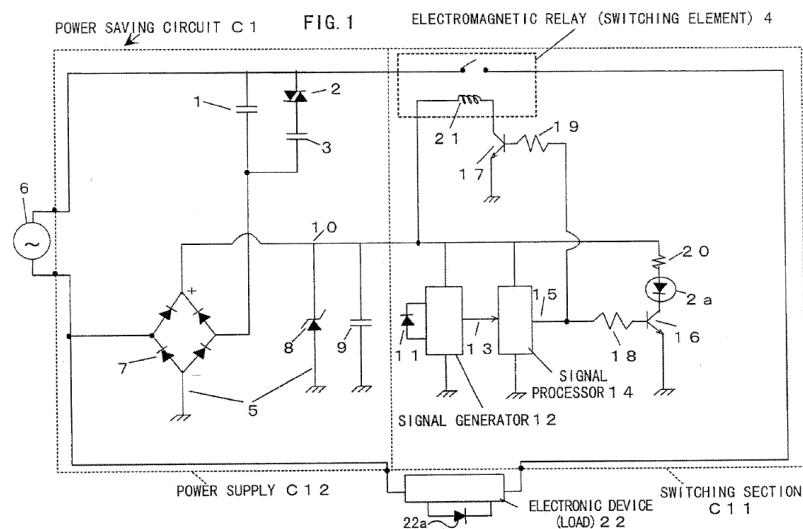 FIG.1
POWER SAVING CIRCUIT C1
ELECTROMAGNETIC RELAY (SWITCHING ELEMENT) 4
1
2
3
21
19
17
6
~
10
20
2a
+
15
7
8
9
11
13
18
16
−
5
SIGNAL
PROCESSOR 14
SIGNAL GENERATOR 12
POWER SUPPLY C12
ELECTRONIC DEVICE
(LOAD) 22
22a
SWITCHING SECTION
C11